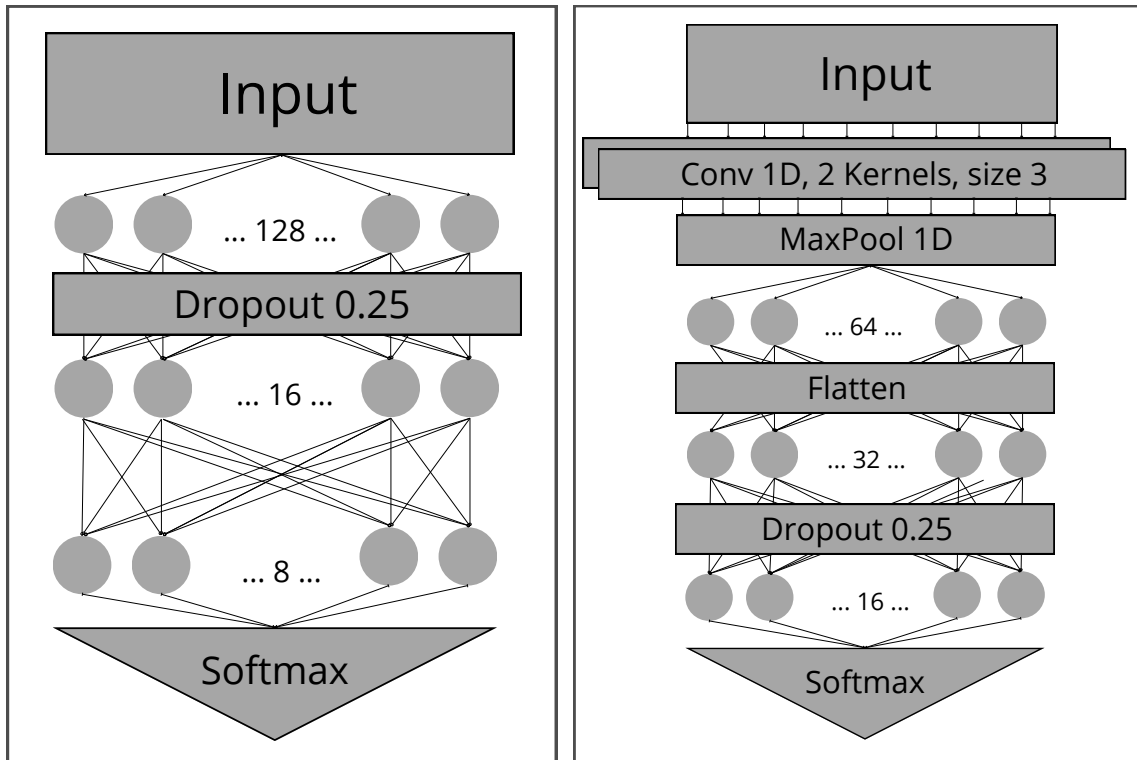 Input
... 128 ...
Dropout 0.25
... 16 ...
... 8 ...
Softmax
Input
Conv 1D, 2 Kernels, size 3
MaxPool 1D
... 64 ...
Flatten
... 32 ...
Dropout 0.25
... 16 ...
Softmax